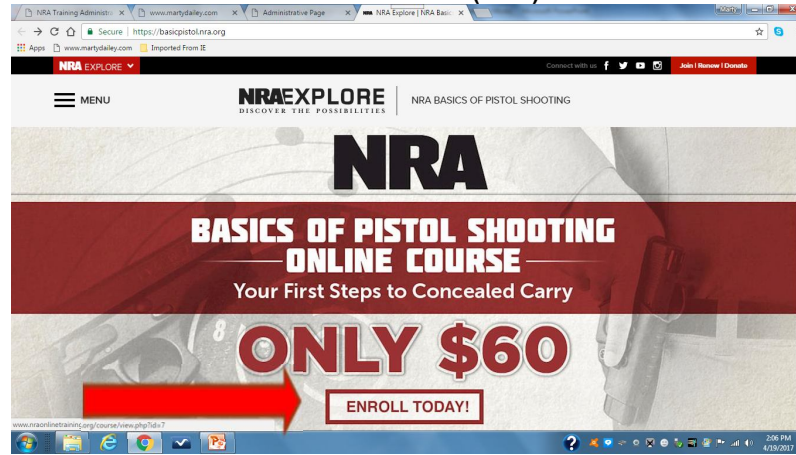 NRA Training Administra
www.martydailey.com
Administrative Page
NRA Explore | NRA Basic
Marty
Secure | https://basicpistol.nra.org
Apps www.martydailey.com Imported From IE
NRA EXPLORE
Connect with us
Join | Renew | Donate
MENU
NRAEXPLORE
DISCOVER THE POSSIBILITIES
NRA BASICS OF PISTOL SHOOTING
NRA
BASICS OF PISTOL SHOOTING
ONLINE COURSE
Your First Steps to Concealed Carry
8
ONLY $60
ENROLL TODAY!
www.nraonlinetraining.org/course/view.php?id=7
2:06 PM
4/19/2017